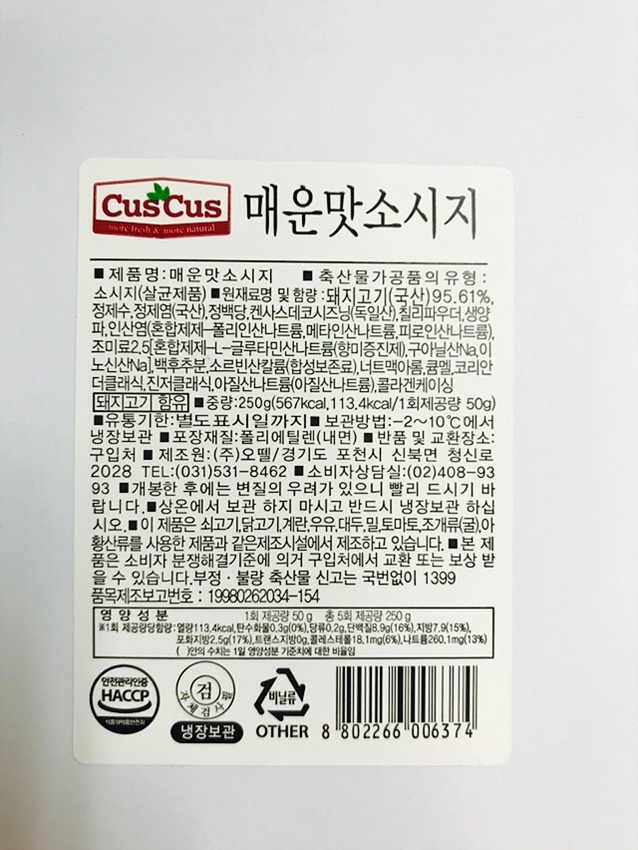 CusCus
more fresh & more natural
매운맛소시지
■ 제품명:매운맛소시지 ■ 축산물가공품의 유형:
소시지(살균제품) ■원재료명 및 함량:돼지고기(국산)95.61%,
정제수,정제염(국산),정백당,켄사스데코시즈닝(독일산),칠리파우더,생양
파,인산염(혼합제제-폴리인산나트륨,메타인산나트륨,피로인산나트륨),
조미료2.5[혼합제제-L-글루타민산나트륨(향미증진제),구아닐산Na,이
노신산Na],백후추분,소르빈산칼륨(합성보존료),너트맥아롬,큠멜,코리안
더클래식,진저클래식,아질산나트륨(아질산나트륨),콜라겐케이싱
돼지고기 함유 ■중량:250g(567kcal,113.4kcal/1회제공량 50g)
■유통기한:별도표시일까지■ 보관방법:-2~10℃에서
냉장보관 ■ 포장재질:폴리에틸렌(내면) ■ 반품 및 교환장소:
구입처 ■ 제조원:(주)오뗄/경기도 포천시 신북면 청신로
2028 TEL:(031)531-8462 ■소비자상담실:(02)408-93
93 ■개봉한 후에는 변질의 우려가 있으니 빨리 드시기 바
랍니다.■상온에서 보관 하지 마시고 반드시 냉장보관 하십
시오.■이 제품은 쇠고기,닭고기,계란,우유,대두,밀,토마토,조개류(굴),아
황산류를 사용한 제품과 같은제조시설에서 제조하고 있습니다. ■본 제
품은 소비자 분쟁해결기준에 의거 구입처에서 교환 또는 보상 받
을 수 있습니다.부정·불량 축산물 신고는 국번없이 1399
품목제조보고번호 : 19980262034-154
영 양 성 분 1회 제공량 50 g 총 5회 제공량 250 g
※1회 제공량당함량:열량113.4kcal,탄수화물0.3g(0%),당류0.2g,단백질8.9g(16%),지방7.9(15%),
포화지방2.5g(17%),트랜스지방0g,콜레스테롤18.1mg(6%),나트륨260.1mg(13%)
( )안의 수치는 1일 영양성분 기준치에 대한 비율임
안전관리인증
HACCP
식품의약품안전처
검
자체검사필
냉장보관
비닐류
OTHER
8 802266 006374